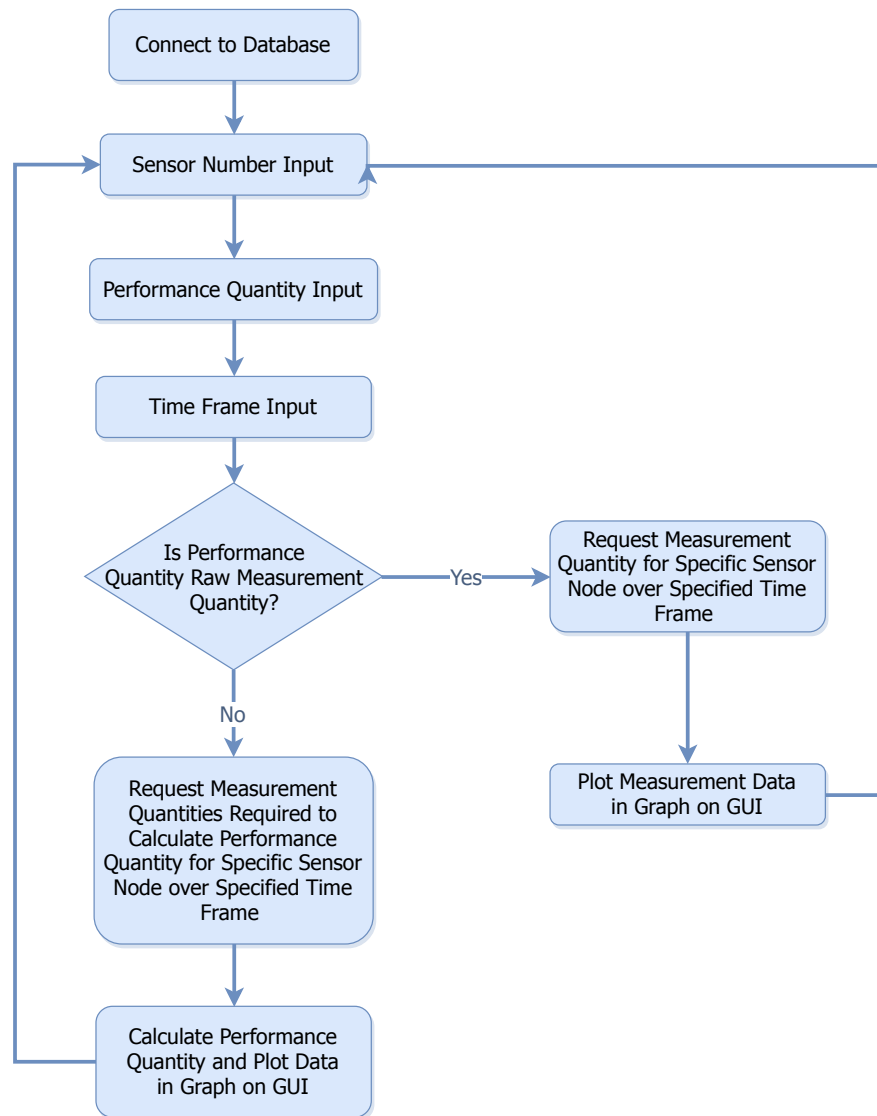 Connect to Database
Sensor Number Input
Performance Quantity Input
Time Frame Input
Is Performance
Quantity Raw Measurement
Quantity?
Yes
Request Measurement
Quantity for Specific Sensor
Node over Specified Time
Frame
No
Request Measurement
Quantities Required to
Calculate Performance
Quantity for Specific Sensor
Node over Specified Time
Frame
Plot Measurement Data
in Graph on GUI
Calculate Performance
Quantity and Plot Data
in Graph on GUI